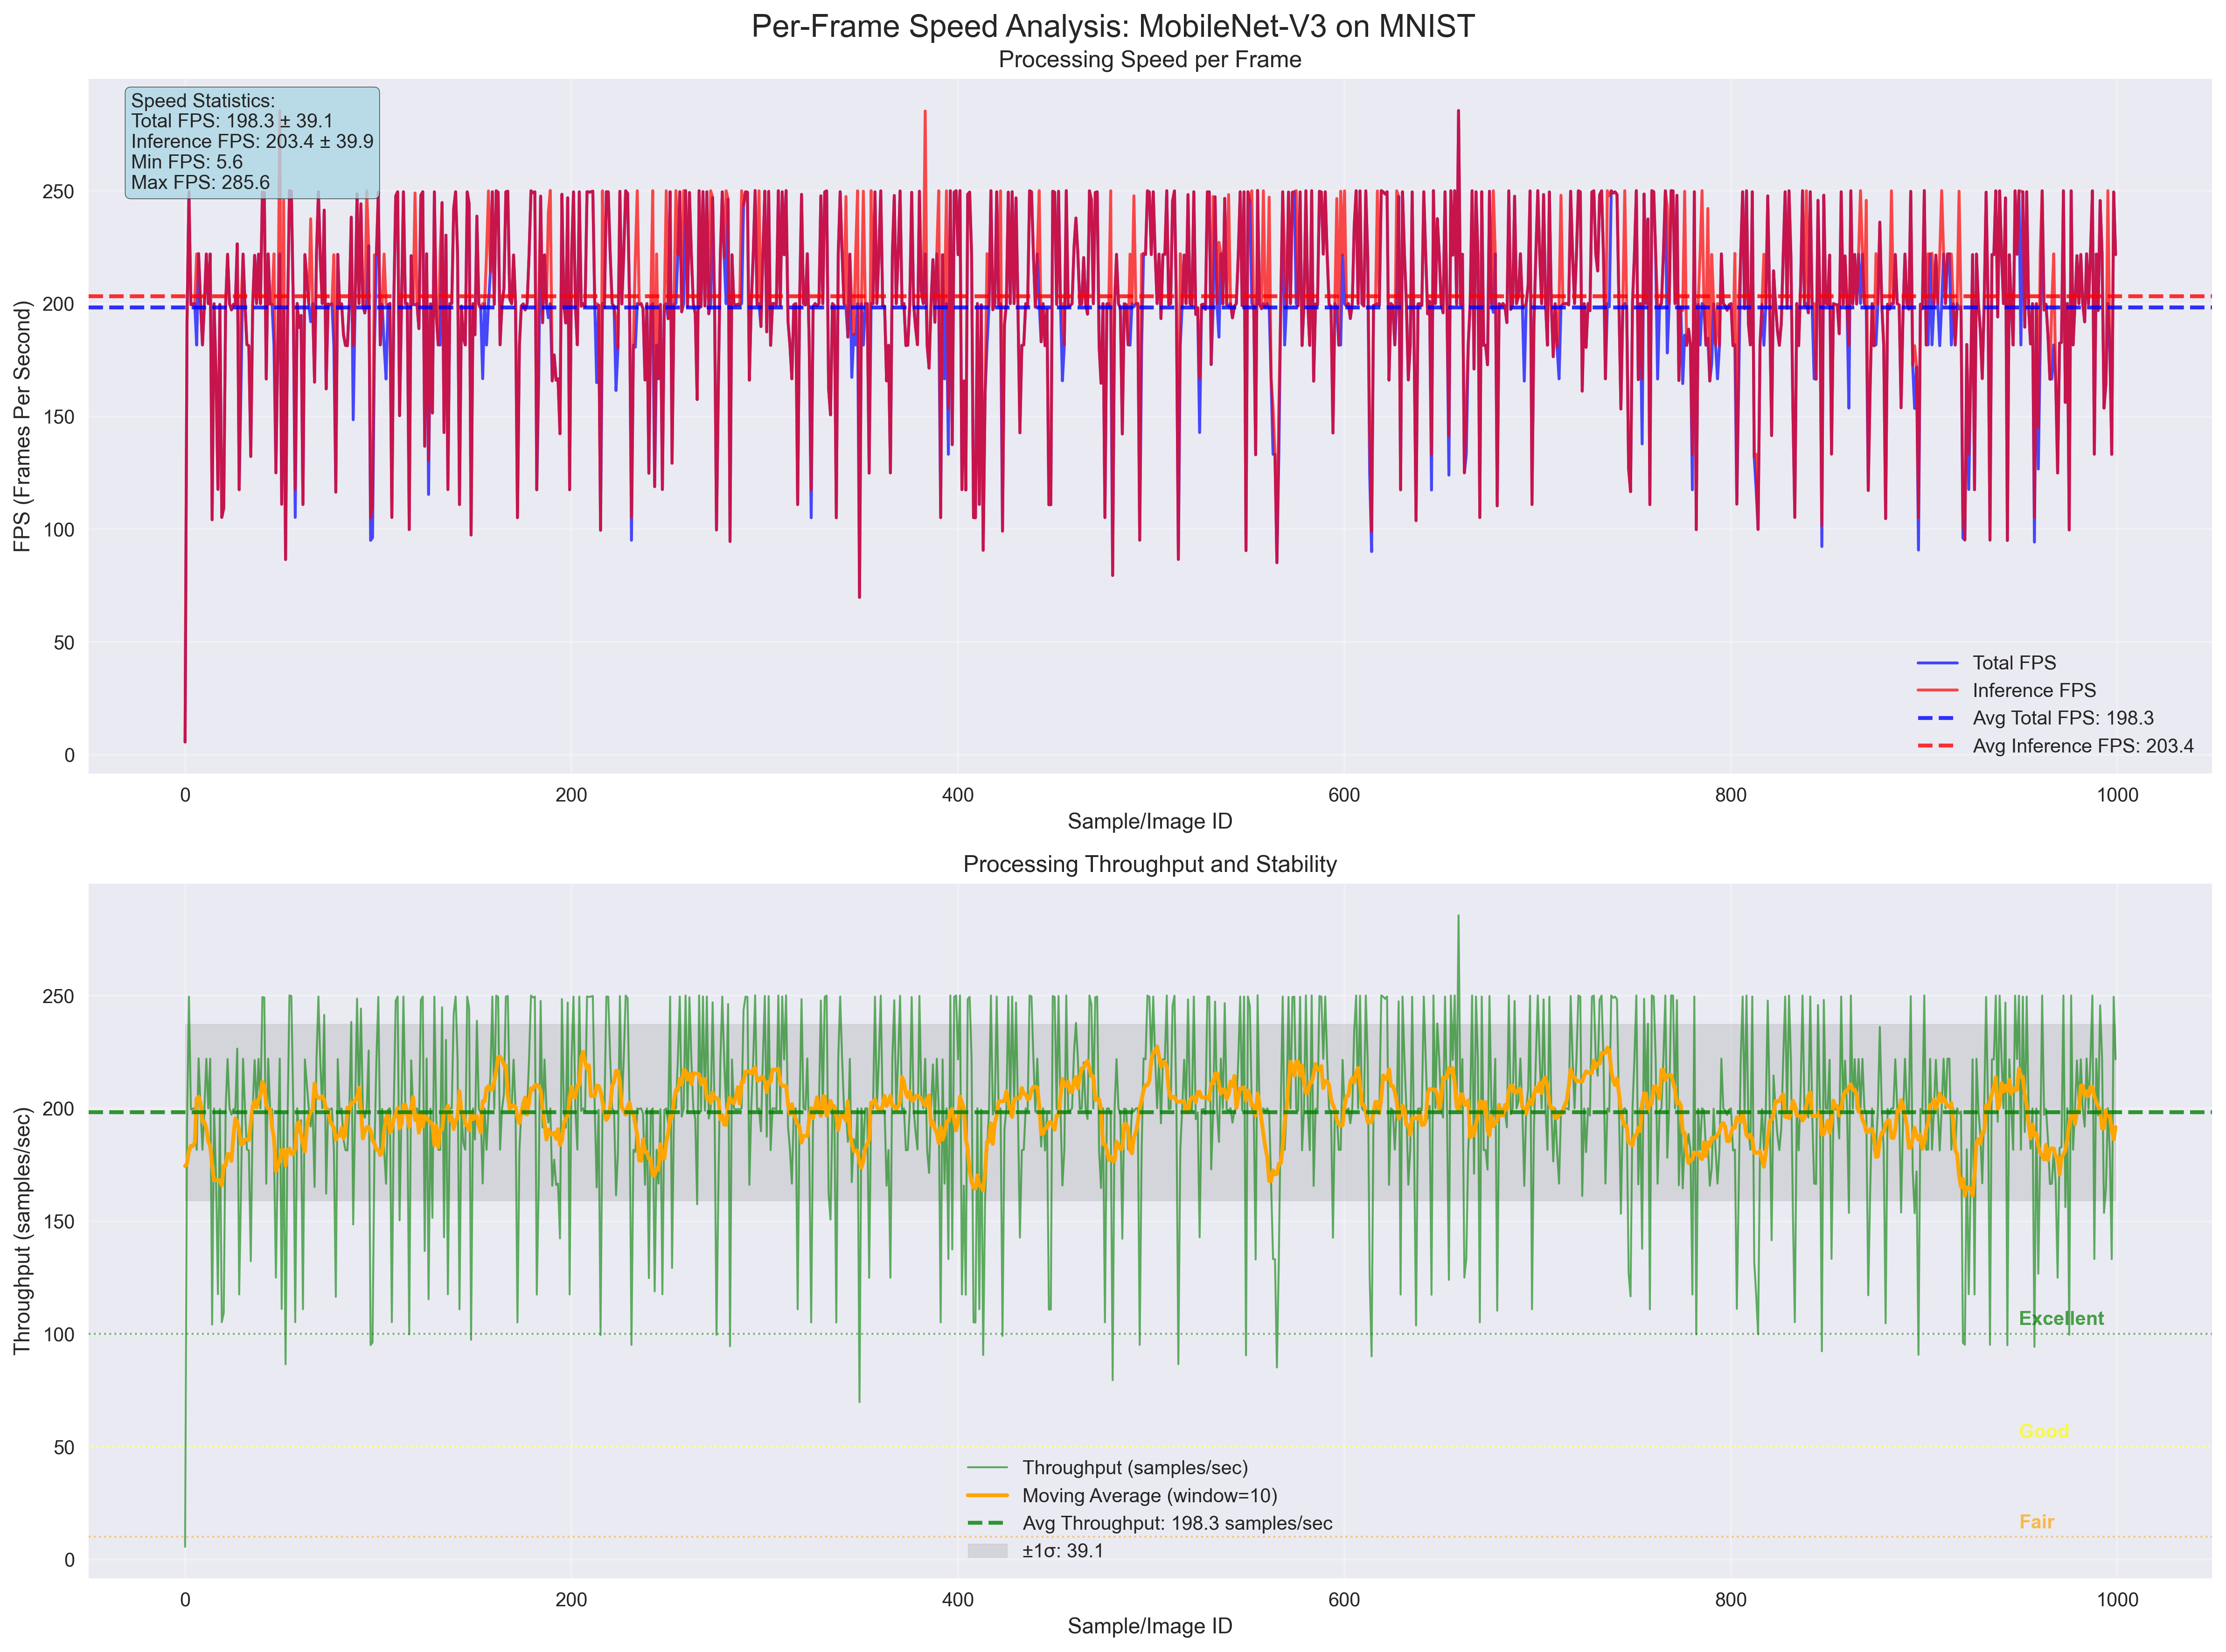 Per-Frame Speed Analysis: MobileNet-V3 on MNIST
Processing Speed per Frame
Speed Statistics:
Total FPS: 198.3 ± 39.1
Inference FPS: 203.4 ± 39.9
Min FPS: 5.6
Max FPS: 285.6
FPS (Frames Per Second)
250
200
150
100
50
0
Total FPS
Inference FPS
Avg Total FPS: 198.3
Avg Inference FPS: 203.4
0 200 400 600 800 1000
Sample/Image ID
Processing Throughput and Stability
Throughput (samples/sec)
250
200
150
100
50
0
Excellent
Good
Fair
Throughput (samples/sec)
Moving Average (window=10)
Avg Throughput: 198.3 samples/sec
±1σ: 39.1
0 200 400 600 800 1000
Sample/Image ID